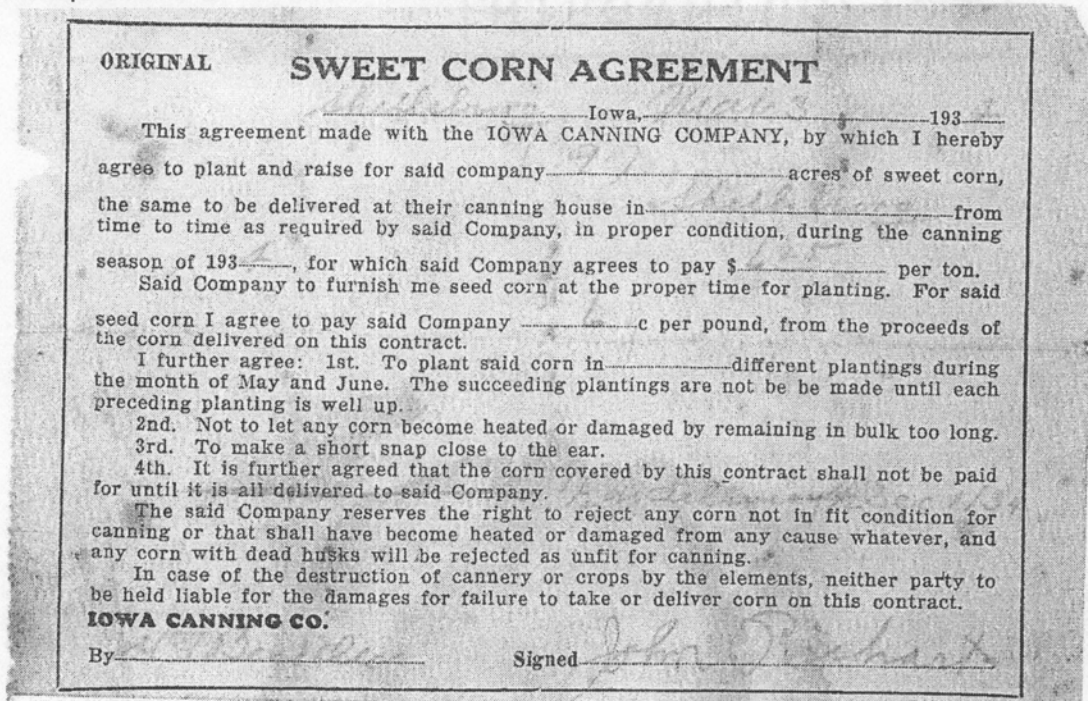 ORIGINAL SWEET CORN AGREEMENT
Iowa, 193
This agreement made with the IOWA CANNING COMPANY, by which I hereby
agree to plant and raise for said company acres of sweet corn,
the same to be delivered at their canning house in from
time to time as required by said Company, in proper condition, during the canning
season of 193 , for which said Company agrees to pay $ per ton.
Said Company to furnish me seed corn at the proper time for planting. For said
seed corn I agree to pay said Company c per pound, from the proceeds of
the corn delivered on this contract.
I further agree: 1st. To plant said corn in different plantings during
the month of May and June. The succeeding plantings are not be be made until each
preceding planting is well up.
2nd. Not to let any corn become heated or damaged by remaining in bulk too long.
3rd. To make a short snap close to the ear.
4th. It is further agreed that the corn covered by this contract shall not be paid
for until it is all delivered to said Company.
The said Company reserves the right to reject any corn not in fit condition for
canning or that shall have become heated or damaged from any cause whatever, and
any corn with dead husks will be rejected as unfit for canning.
In case of the destruction of cannery or crops by the elements, neither party to
be held liable for the damages for failure to take or deliver corn on this contract.
IOWA CANNING CO.
By Signed John Rinehart